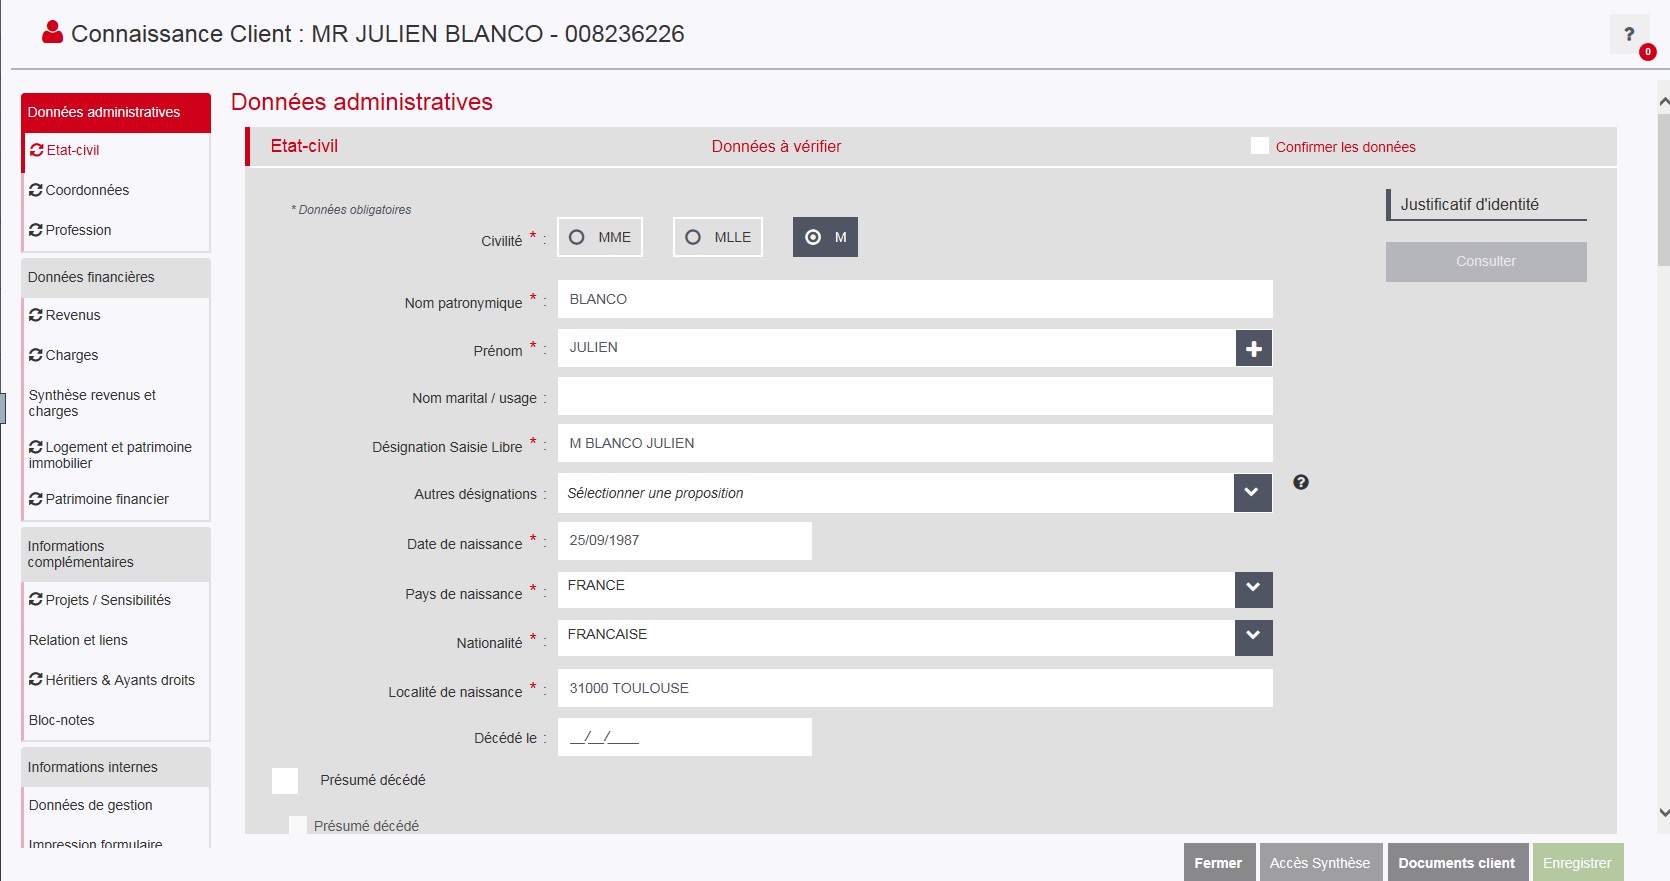 Connaissance Client : MR JULIEN BLANCO - 008236226
?
0
Données administratives
Etat-civil
Coordonnées
Profession
Données financières
Revenus
Charges
Synthèse revenus et
charges
Logement et patrimoine
immobilier
Patrimoine financier
Informations
complémentaires
Projets / Sensibilités
Relation et liens
Héritiers & Ayants droits
Bloc-notes
Informations internes
Données de gestion
Impression formulaire
Données administratives
Etat-civil Données à vérifier Confirmer les données
* Données obligatoires
Justificatif d'identité
Consulter
Civilité * : MME MLLE M
Nom patronymique * : BLANCO
Prénom * : JULIEN
Nom marital / usage :
Désignation Saisie Libre * : M BLANCO JULIEN
Autres désignations : Sélectionner une proposition ?
Date de naissance * : 25/09/1987
Pays de naissance * : FRANCE
Nationalité * : FRANCAISE
Localité de naissance * : 31000 TOULOUSE
Décédé le : __/__/____
Présumé décédé
Présumé décédé
Fermer Accès Synthèse Documents client Enregistrer